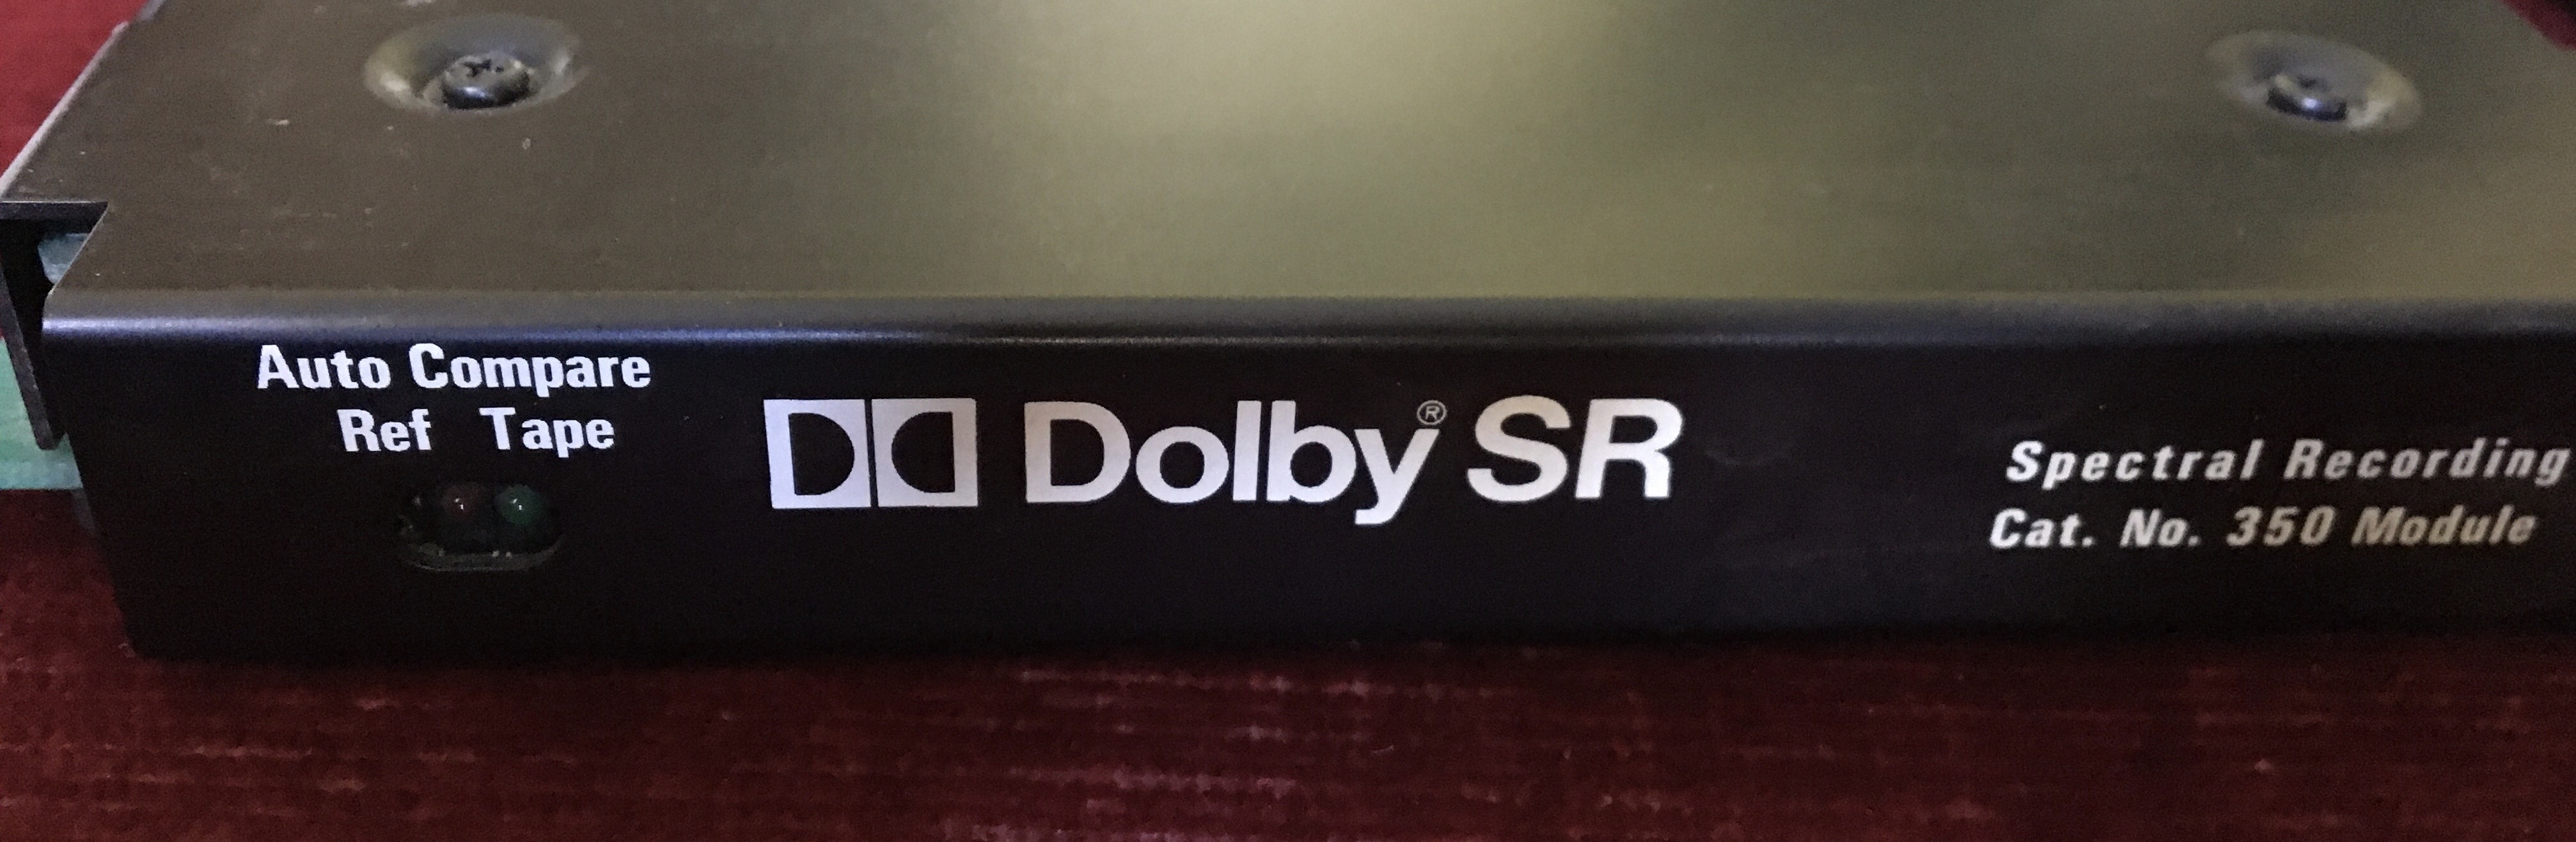 Auto Compare
Ref Tape
Dolby® SR
Spectral Recording
Cat. No. 350 Module